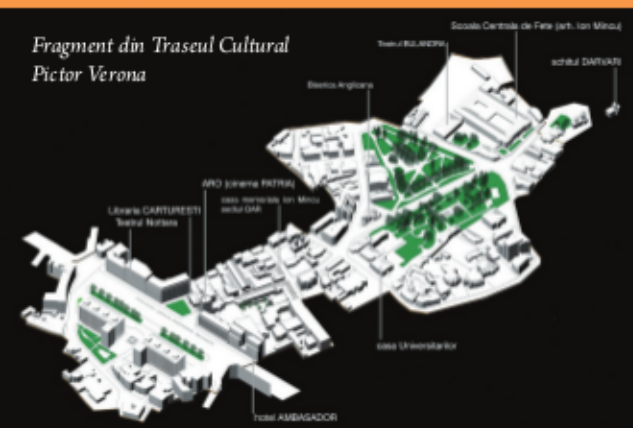 Fragment din Traseul Cultural
Pictor Verona
Scoala Centrala de Fete (arh. Ion Mincu)
Teatrul BULANDRA
schitul DARVARI
Biserica Anglicana
ARO (cinema PATRIA)
casa memoriala Ion Mincu
sediul OAR
Libraria CARTURESTI
Teatrul Nottara
casa Universitarilor
hotel AMBASADOR